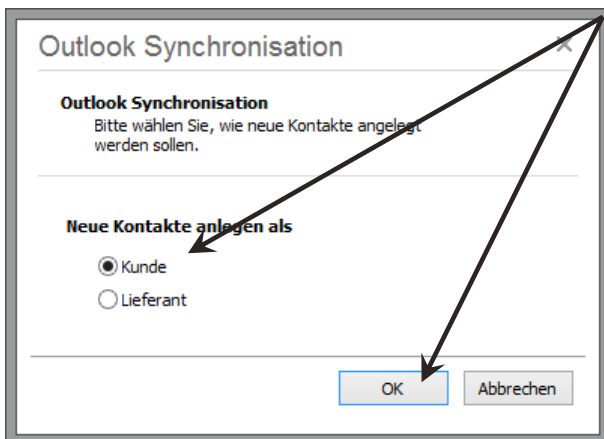 Outlook Synchronisation
Outlook Synchronisation
Bitte wählen Sie, wie neue Kontakte angelegt
werden sollen.
Neue Kontakte anlegen als
Kunde
Lieferant
OK
Abbrechen